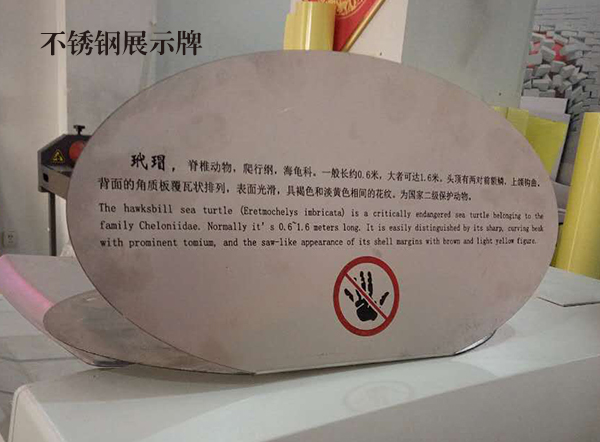 不锈钢展示牌
玳瑁，脊椎动物，爬行纲，海龟科。一般长约0.6米，大者可达1.6米，头顶有两对前额鳞，上颌钩曲。
背面的角质板覆瓦状排列，表面光滑，具褐色和淡黄色相间的花纹。为国家二级保护动物。
The hawksbill sea turtle (Eretmochelys imbricata) is a critically endangered sea turtle belonging to the
family Cheloniidae. Normally it's 0.6~1.6 meters long. It is easily distinguished by its sharp, curving beak
with prominent tomium, and the saw-like appearance of its shell margins with brown and light yellow figure.